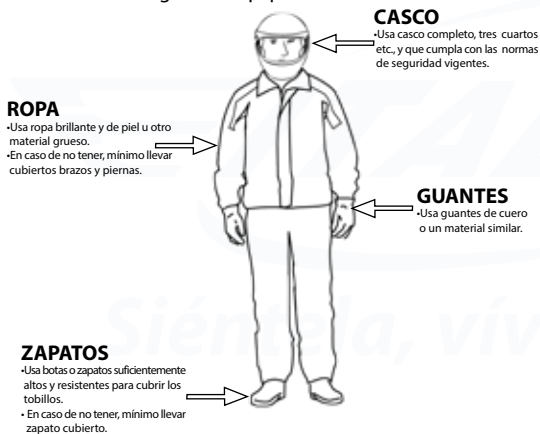 CASCO
•Usa casco completo, tres cuartos
etc., y que cumpla con las normas
de seguridad vigentes.
ROPA
•Usa ropa brillante y de piel u otro
material grueso.
•En caso de no tener, mínimo llevar
cubiertos brazos y piernas.
GUANTES
•Usa guantes de cuero
o un material similar.
Siéntela, vív
ZAPATOS
•Usa botas o zapatos suficientemente
altos y resistentes para cubrir los
tobillos.
• En caso de no tener, mínimo llevar
zapato cubierto.